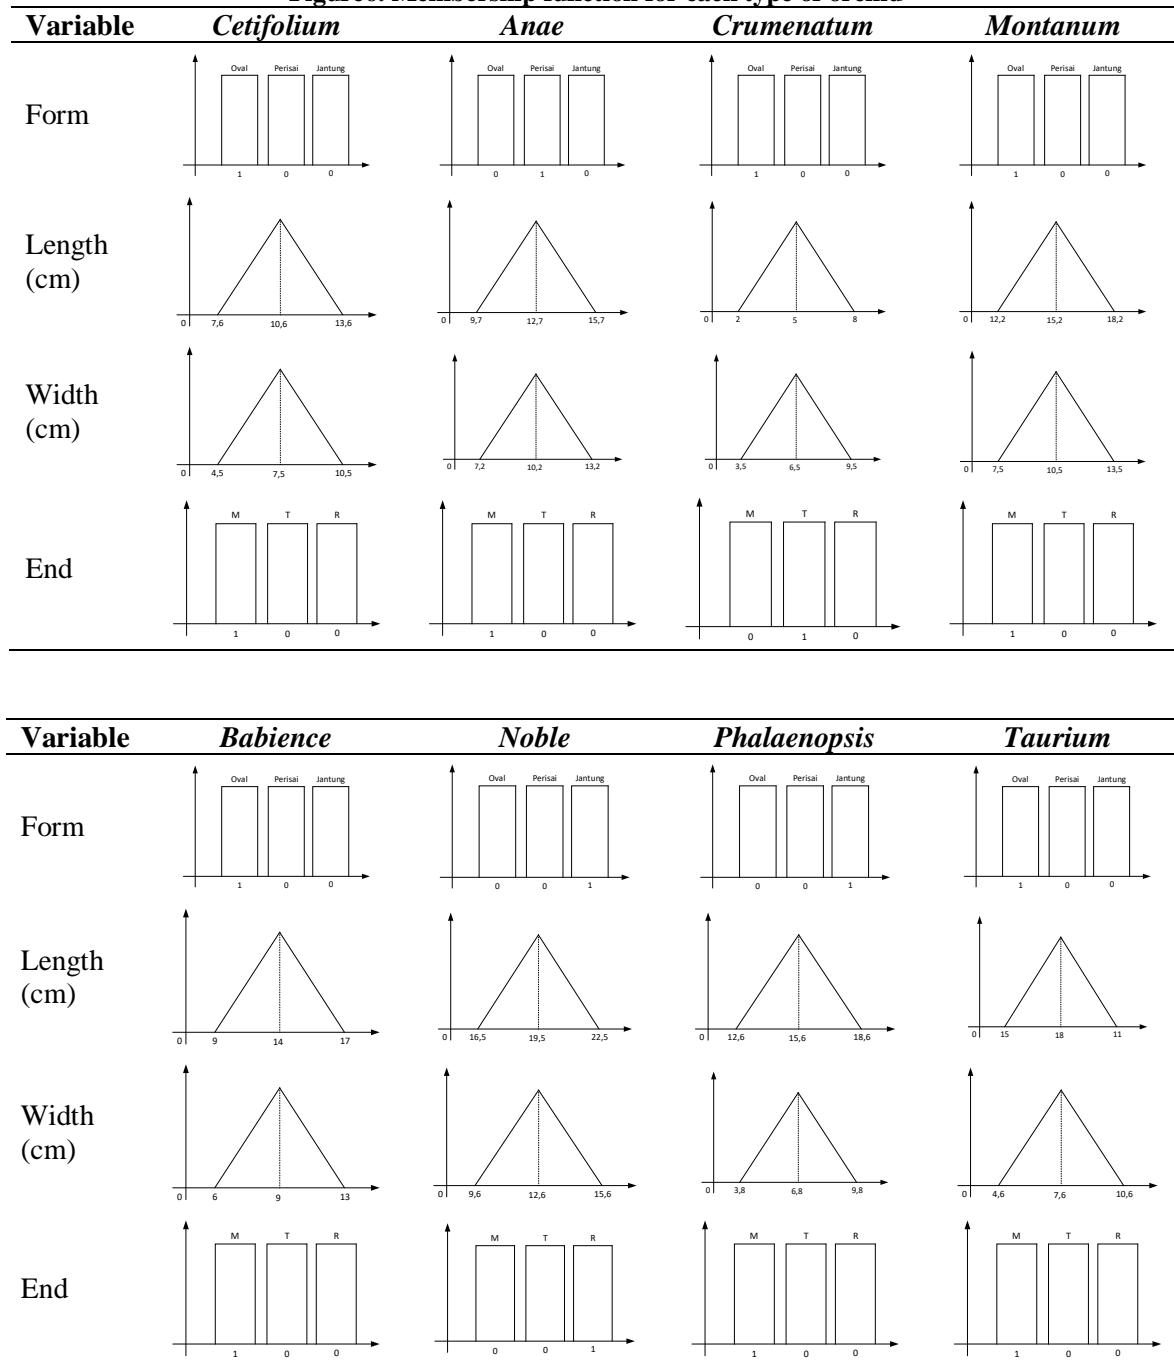 Variable Cetifolium Anae Crumenatum Montanum
Form
Oval Perisai Jantung Oval Perisai Jantung Oval Perisai Jantung Oval Perisai Jantung
1 0 0 0 1 0 1 0 0 1 0 0
Length
(cm)
0 7,6 10,6 13,6 0 9,7 12,7 15,7 0 2 5 8 0 12,2 15,2 18,2
Width
(cm)
0 4,5 7,5 10,5 0 7,2 10,2 13,2 0 3,5 6,5 9,5 0 7,5 10,5 13,5
M T R M T R M T R M T R
End
1 0 0 1 0 0 0 1 0 1 0 0
Variable Babience Noble Phalaenopsis Taurium
Oval Perisai Jantung Oval Perisai Jantung Oval Perisai Jantung Oval Perisai Jantung
Form
1 0 0 0 0 1 0 0 1 1 0 0
Length
(cm)
0 9 14 17 0 16,5 19,5 22,5 0 12,6 15,6 18,6 0 15 18 11
Width
(cm)
0 6 9 13 0 9,6 12,6 15,6 0 3,8 6,8 9,8 0 4,6 7,6 10,6
M T R M T R M T R M T R
End
1 0 0 0 0 1 1 0 0 1 0 0